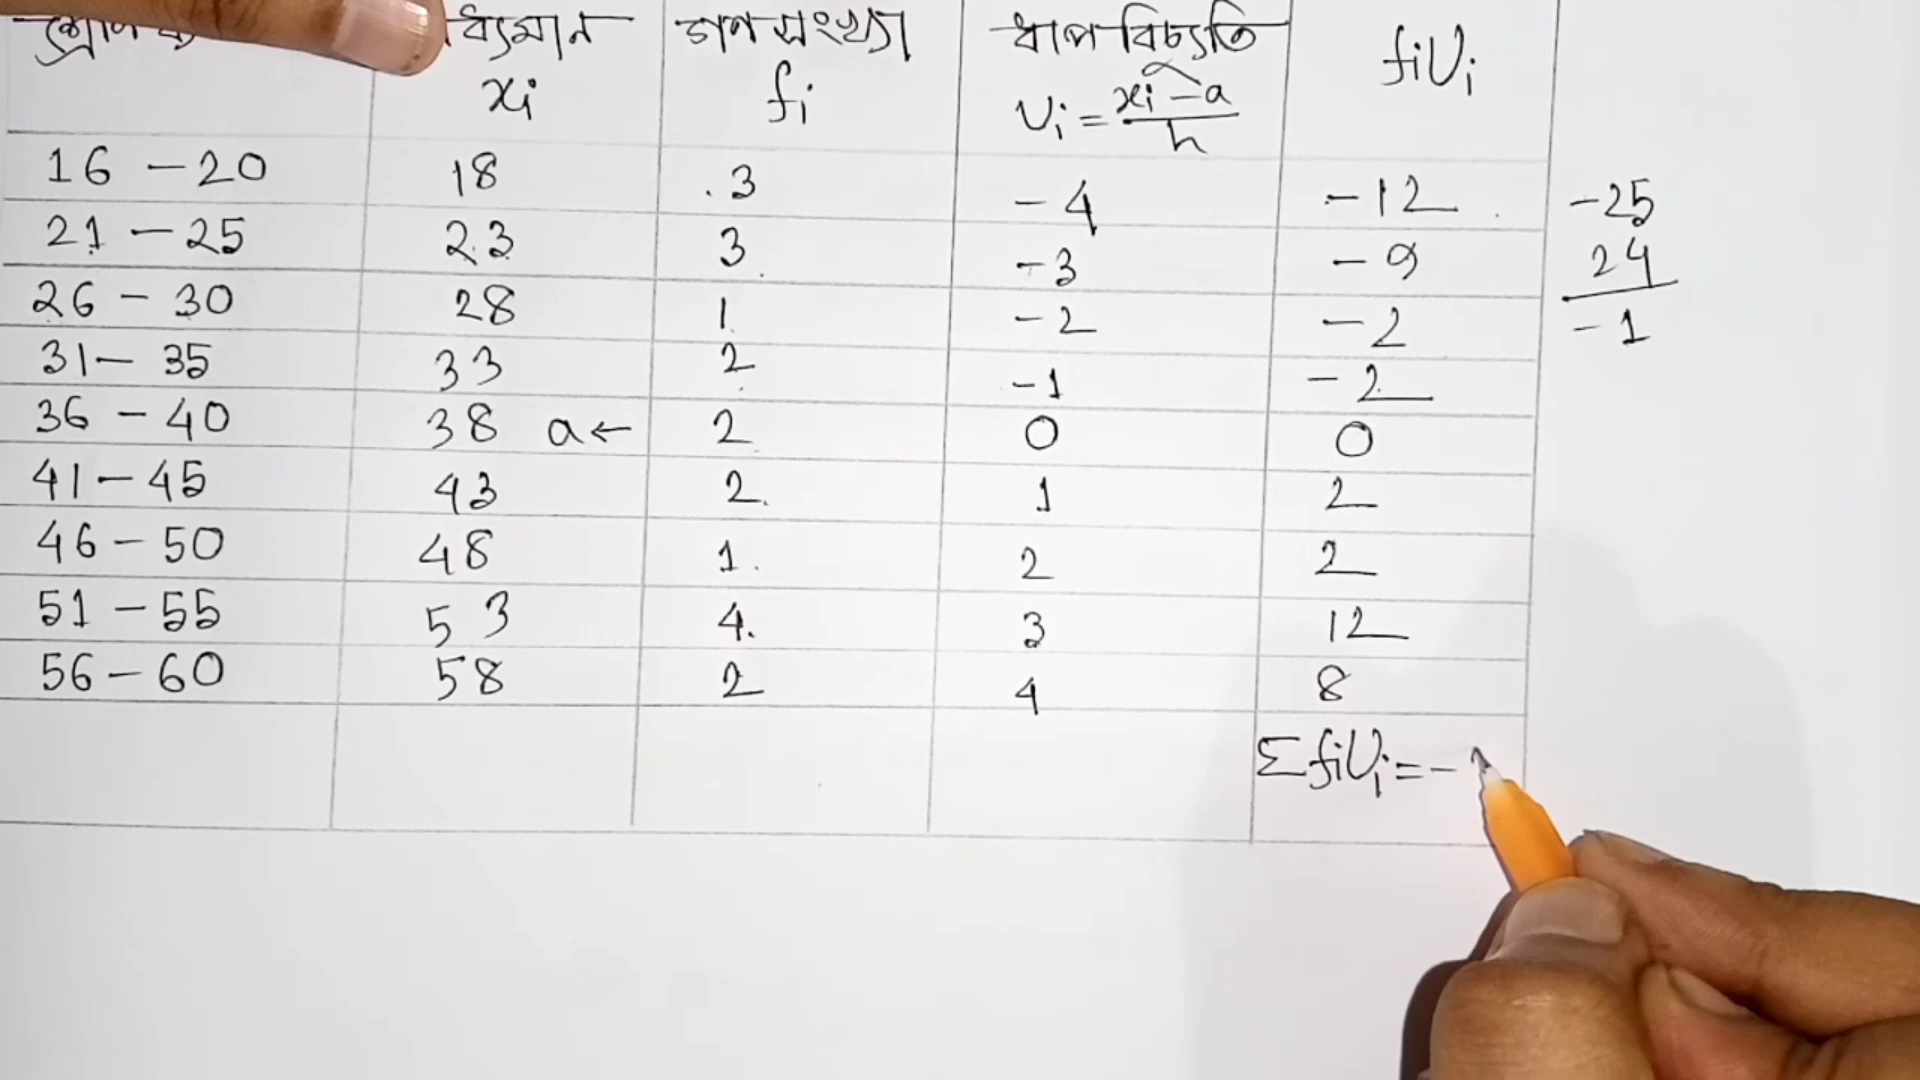 মধ্যমান গণসংখ্যা ধাপ বিচ্যুতি fiUi
xi fi Ui = xi - a / h
16 - 20 18 3 -4 -12
21 - 25 23 3 -3 -9
26 - 30 28 1 -2 -2
31 - 35 33 2 -1 -2
36 - 40 38 a← 2 0 0
41 - 45 43 2 1 2
46 - 50 48 1 2 2
51 - 55 53 4 3 12
56 - 60 58 2 4 8
Σ fiUi = -
-25
24
-1